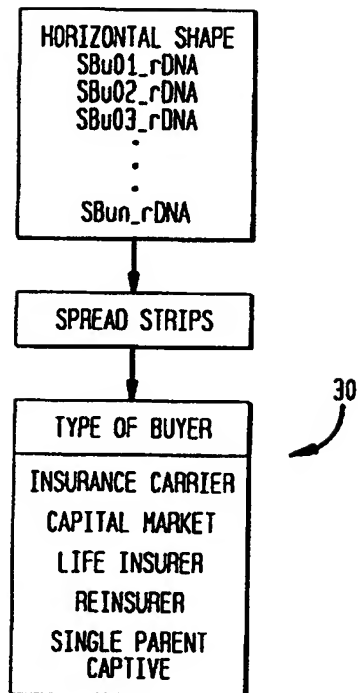 HORIZONTAL SHAPE
SBu01_rDNA
SBu02_rDNA
SBu03_rDNA
SBun_rDNA
SPREAD STRIPS
30
TYPE OF BUYER
INSURANCE CARRIER
CAPITAL MARKET
LIFE INSURER
REINSURER
SINGLE PARENT
CAPTIVE